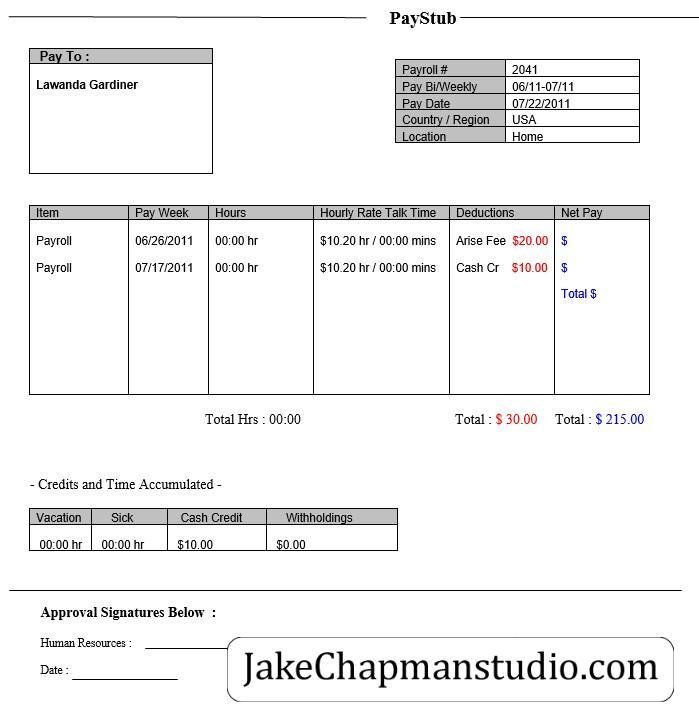 PayStub
Pay To :
Lawanda Gardiner
Payroll # 2041
Pay Bi/Weekly 06/11-07/11
Pay Date 07/22/2011
Country / Region USA
Location Home
Item Pay Week Hours Hourly Rate Talk Time Deductions Net Pay
Payroll 06/26/2011 00:00 hr $10.20 hr / 00:00 mins Arise Fee $20.00 $
Payroll 07/17/2011 00:00 hr $10.20 hr / 00:00 mins Cash Cr $10.00 $
Total $
Total Hrs : 00:00 Total : $ 30.00 Total : $ 215.00
- Credits and Time Accumulated -
Vacation Sick Cash Credit Withholdings
00:00 hr 00:00 hr $10.00 $0.00
Approval Signatures Below :
Human Resources :
Date :
JakeChapmanstudio.com